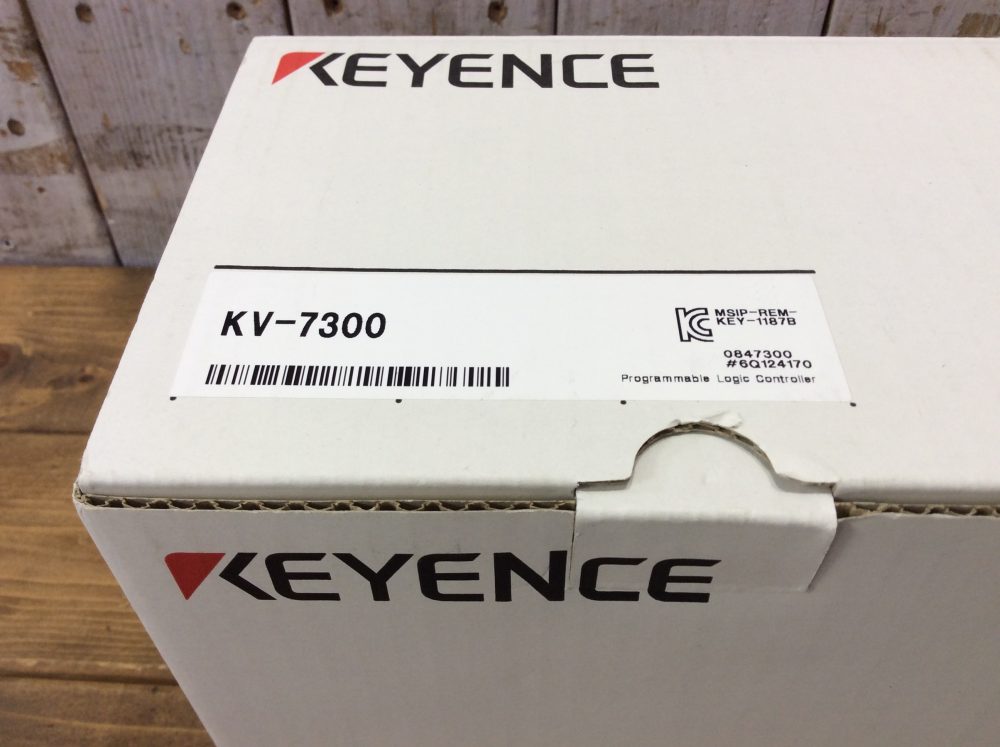 KEYENCE
KV-7300
MSIP-REM-
KEY-1187B
0847300
#6Q124170
Programmable Logic Controller
KEYENCE